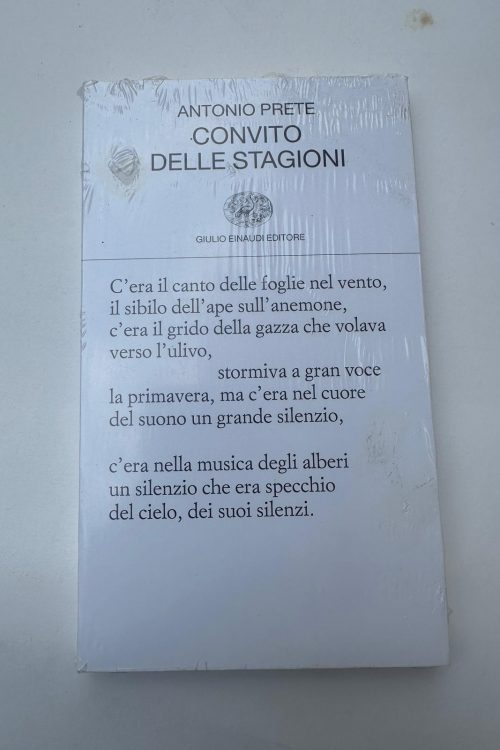 ANTONIO PRETE
CONVITO
DELLE STAGIONI
GIULIO EINAUDI EDITORE
C'era il canto delle foglie nel vento,
il sibilo dell'ape sull'anemone,
c'era il grido della gazza che volava
verso l'ulivo,
stormiva a gran voce
la primavera, ma c'era nel cuore
del suono un grande silenzio,
c'era nella musica degli alberi
un silenzio che era specchio
del cielo, dei suoi silenzi.